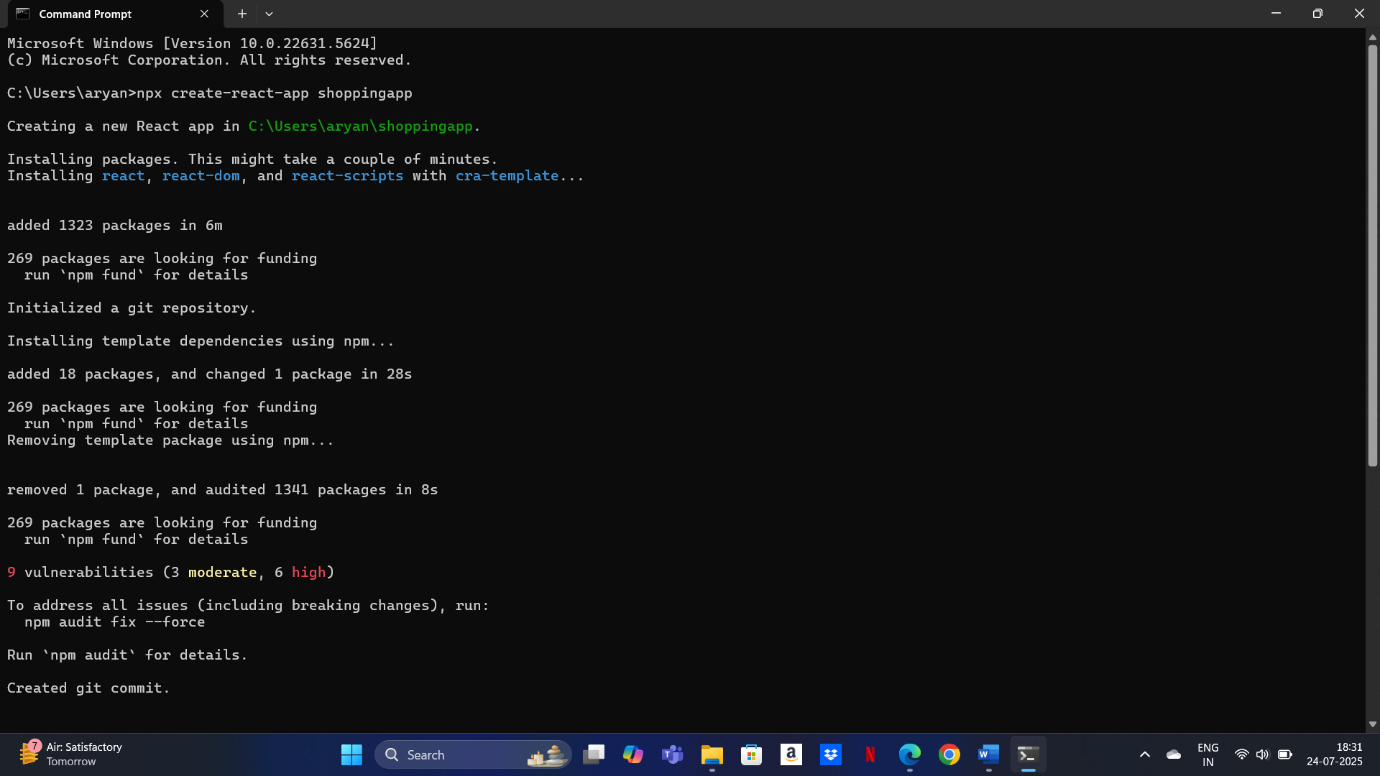 Command Prompt
Microsoft Windows [Version 10.0.22631.5624]
(c) Microsoft Corporation. All rights reserved.
C:\Users\aryan>npx create-react-app shoppingapp
Creating a new React app in C:\Users\aryan\shoppingapp.
Installing packages. This might take a couple of minutes.
Installing react, react-dom, and react-scripts with cra-template...
added 1323 packages in 6m
269 packages are looking for funding
  run `npm fund` for details
Initialized a git repository.
Installing template dependencies using npm...
added 18 packages, and changed 1 package in 28s
269 packages are looking for funding
  run `npm fund` for details
Removing template package using npm...
removed 1 package, and audited 1341 packages in 8s
269 packages are looking for funding
  run `npm fund` for details
9 vulnerabilities (3 moderate, 6 high)
To address all issues (including breaking changes), run:
  npm audit fix --force
Run `npm audit` for details.
Created git commit.
7
Air: Satisfactory
Tomorrow
Search
ENG
IN
18:31
24-07-2025